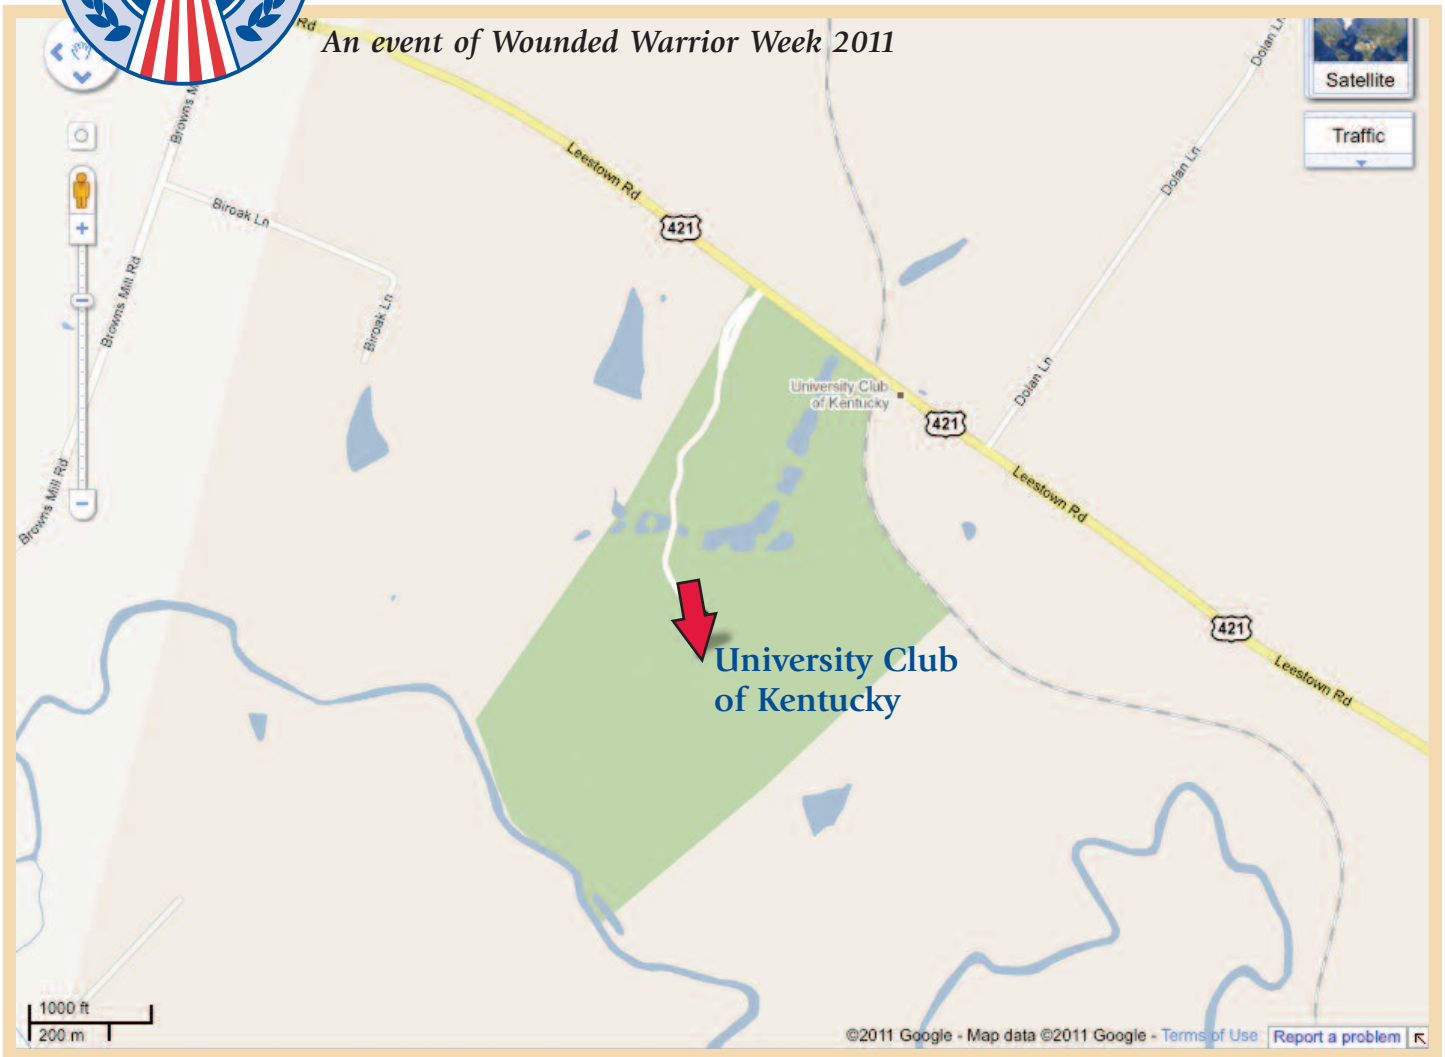 An event of Wounded Warrior Week 2011
Rd
Dolan Ln
Satellite
Traffic
Leestown Rd
Dolan Ln
Biroak Ln
421
Browns Mill Rd
Biroak Ln
Dolan Ln
University Club
of Kentucky
421
Leestown Rd
Browns Mill Rd
421
University Club
of Kentucky
Leestown Rd
1000 ft
200 m
©2011 Google - Map data ©2011 Google - Terms of Use
Report a problem